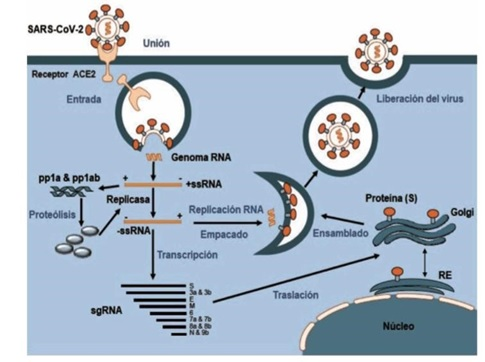 SARS-CoV-2
Unión
Receptor ACE2
Entrada
Liberación del virus
Genoma RNA
pp1a & pp1ab
+
-
+ssRNA
Replicasa
Proteólisis
-
+
-ssRNA
Replicación RNA
Empacado
Proteina (S)
Golgi
Ensamblado
Transcripción
RE
sgRNA
S
3a & 3b
E
M
6
7a & 7b
8a & 8b
N & 9b
Traslación
Núcleo